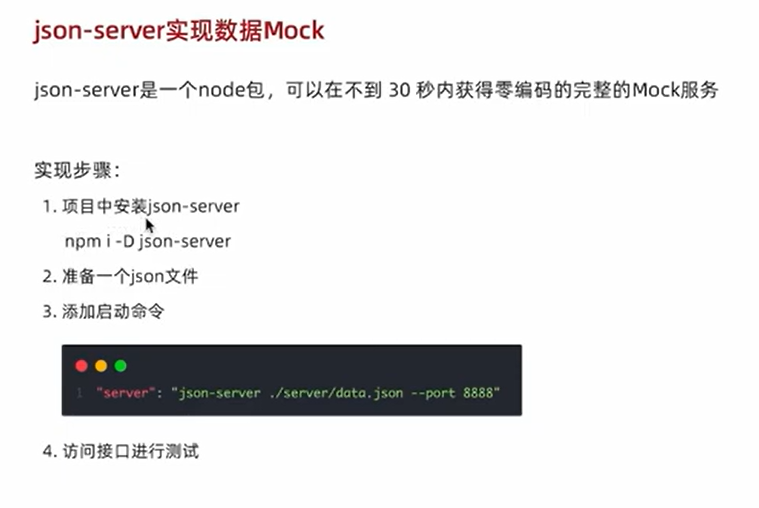 json-server实现数据Mock
json-server是一个node包，可以在不到 30 秒内获得零编码的完整的Mock服务
实现步骤：
1. 项目中安装json-server
npm i -D json-server
2. 准备一个json文件
3. 添加启动命令
1 "server": "json-server ./server/data.json --port 8888"
4. 访问接口进行测试